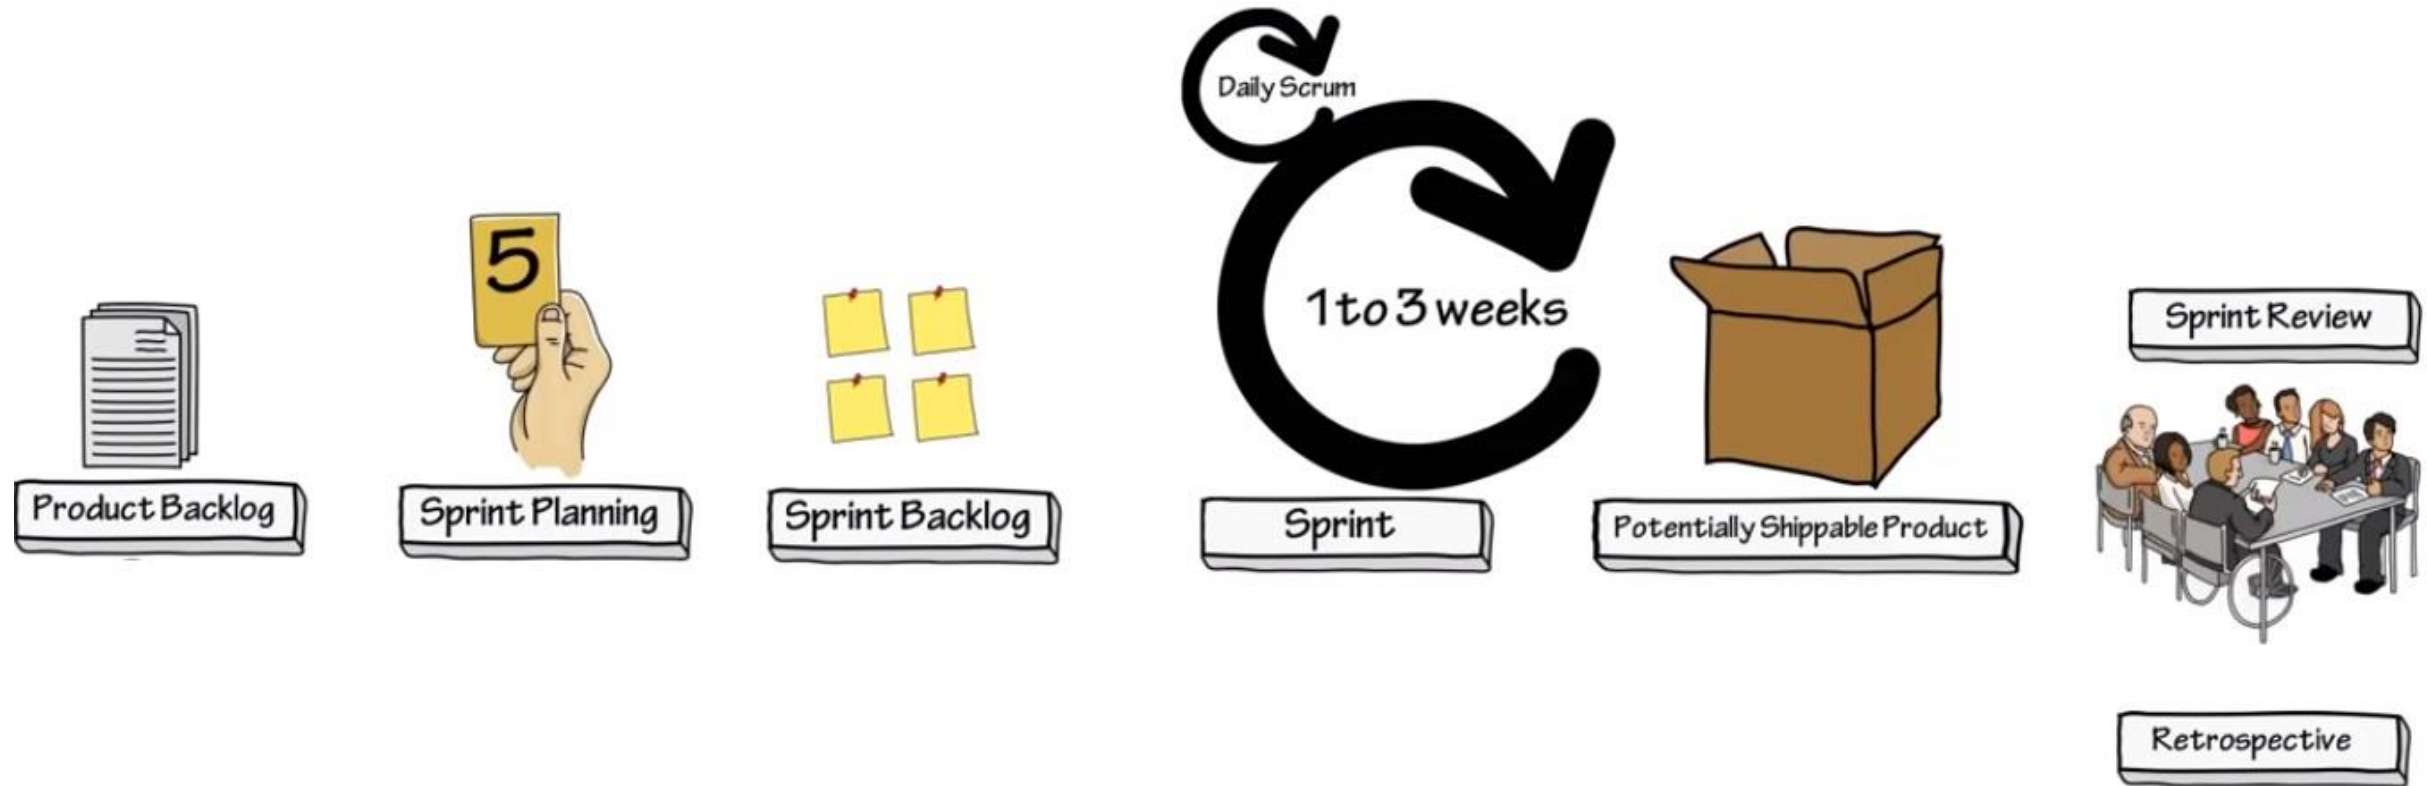 Daily Scrum
5
1 to 3 weeks
Product Backlog
Sprint Planning
Sprint Backlog
Sprint
Potentially Shippable Product
Sprint Review
Retrospective